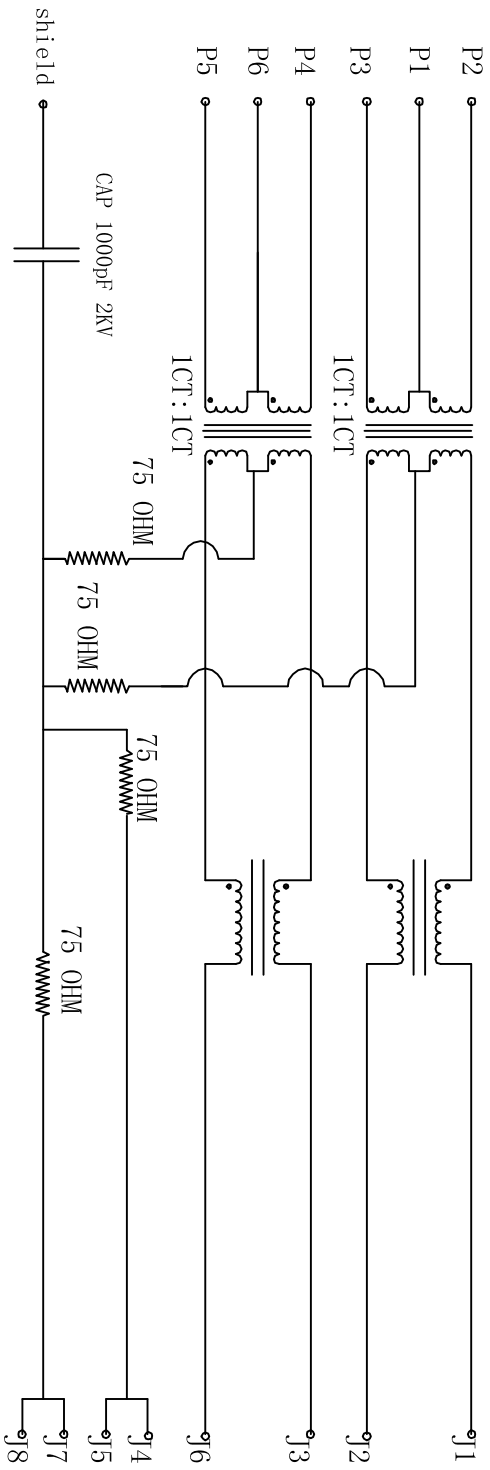 P2
P1
P3
P4
P6
P5
shield
1CT:1CT
1CT:1CT
CAP 1000pF 2KV
75 OHM
75 OHM
75 OHM
75 OHM
J1
J2
J3
J6
J4
J5
J7
J8